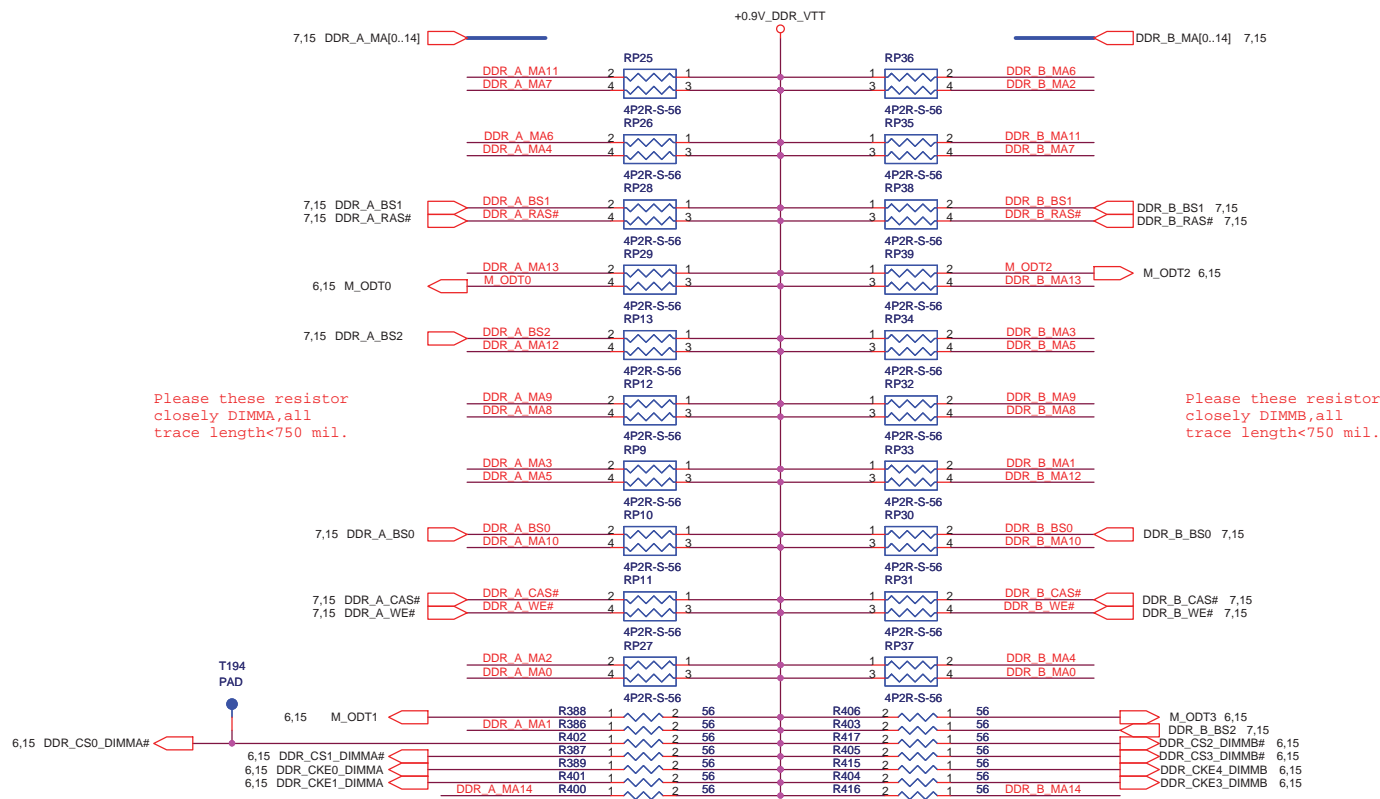 +0.9V_DDR_VTT
7,15 DDR_A_MA[0..14]
DDR_B_MA[0..14] 7,15
RP25 RP36
DDR_A_MA11 2 1 1 2 DDR_B_MA6
DDR_A_MA7 4 3 3 4 DDR_B_MA2
4P2R-S-56 4P2R-S-56
RP26 RP35
DDR_A_MA6 2 1 1 2 DDR_B_MA11
DDR_A_MA4 4 3 3 4 DDR_B_MA7
4P2R-S-56 4P2R-S-56
RP28 RP38
7,15 DDR_A_BS1 DDR_A_BS1 2 1 1 2 DDR_B_BS1 DDR_B_BS1 7,15
7,15 DDR_A_RAS# DDR_A_RAS# 4 3 3 4 DDR_B_RAS# DDR_B_RAS# 7,15
4P2R-S-56 4P2R-S-56
RP29 RP39
DDR_A_MA13 2 1 1 2 M_ODT2 M_ODT2 6,15
6,15 M_ODT0 M_ODT0 4 3 3 4 DDR_B_MA13
4P2R-S-56 4P2R-S-56
RP13 RP34
7,15 DDR_A_BS2 DDR_A_BS2 2 1 1 2 DDR_B_MA3
DDR_A_MA12 4 3 3 4 DDR_B_MA5
4P2R-S-56 4P2R-S-56
RP12 RP32
DDR_A_MA9 2 1 1 2 DDR_B_MA9
DDR_A_MA8 4 3 3 4 DDR_B_MA8
Please these resistor
closely DIMMA,all
trace length<750 mil.
Please these resistor
closely DIMMB,all
trace length<750 mil.
4P2R-S-56 4P2R-S-56
RP9 RP33
DDR_A_MA3 2 1 1 2 DDR_B_MA1
DDR_A_MA5 4 3 3 4 DDR_B_MA12
4P2R-S-56 4P2R-S-56
RP10 RP30
7,15 DDR_A_BS0 DDR_A_BS0 2 1 1 2 DDR_B_BS0 DDR_B_BS0 7,15
DDR_A_MA10 4 3 3 4 DDR_B_MA10
4P2R-S-56 4P2R-S-56
RP11 RP31
7,15 DDR_A_CAS# DDR_A_CAS# 2 1 1 2 DDR_B_CAS# DDR_B_CAS# 7,15
7,15 DDR_A_WE# DDR_A_WE# 4 3 3 4 DDR_B_WE# DDR_B_WE# 7,15
4P2R-S-56 4P2R-S-56
RP27 RP37
DDR_A_MA2 2 1 1 2 DDR_B_MA4
DDR_A_MA0 4 3 3 4 DDR_B_MA0
4P2R-S-56 4P2R-S-56
T194
PAD
6,15 M_ODT1 R388 1 2 56 R406 2 1 56 M_ODT3 6,15
DDR_A_MA1 R386 1 2 56 R403 2 1 56 DDR_B_BS2 7,15
6,15 DDR_CS0_DIMMA# R402 1 2 56 R417 2 1 56 DDR_CS2_DIMMB# 6,15
6,15 DDR_CS1_DIMMA# R387 1 2 56 R405 2 1 56 DDR_CS3_DIMMB# 6,15
6,15 DDR_CKE0_DIMMA R389 1 2 56 R415 2 1 56 DDR_CKE4_DIMMB 6,15
6,15 DDR_CKE1_DIMMA R401 1 2 56 R404 2 1 56 DDR_CKE3_DIMMB 6,15
DDR_A_MA14 R400 1 2 56 R416 2 1 56 DDR_B_MA14